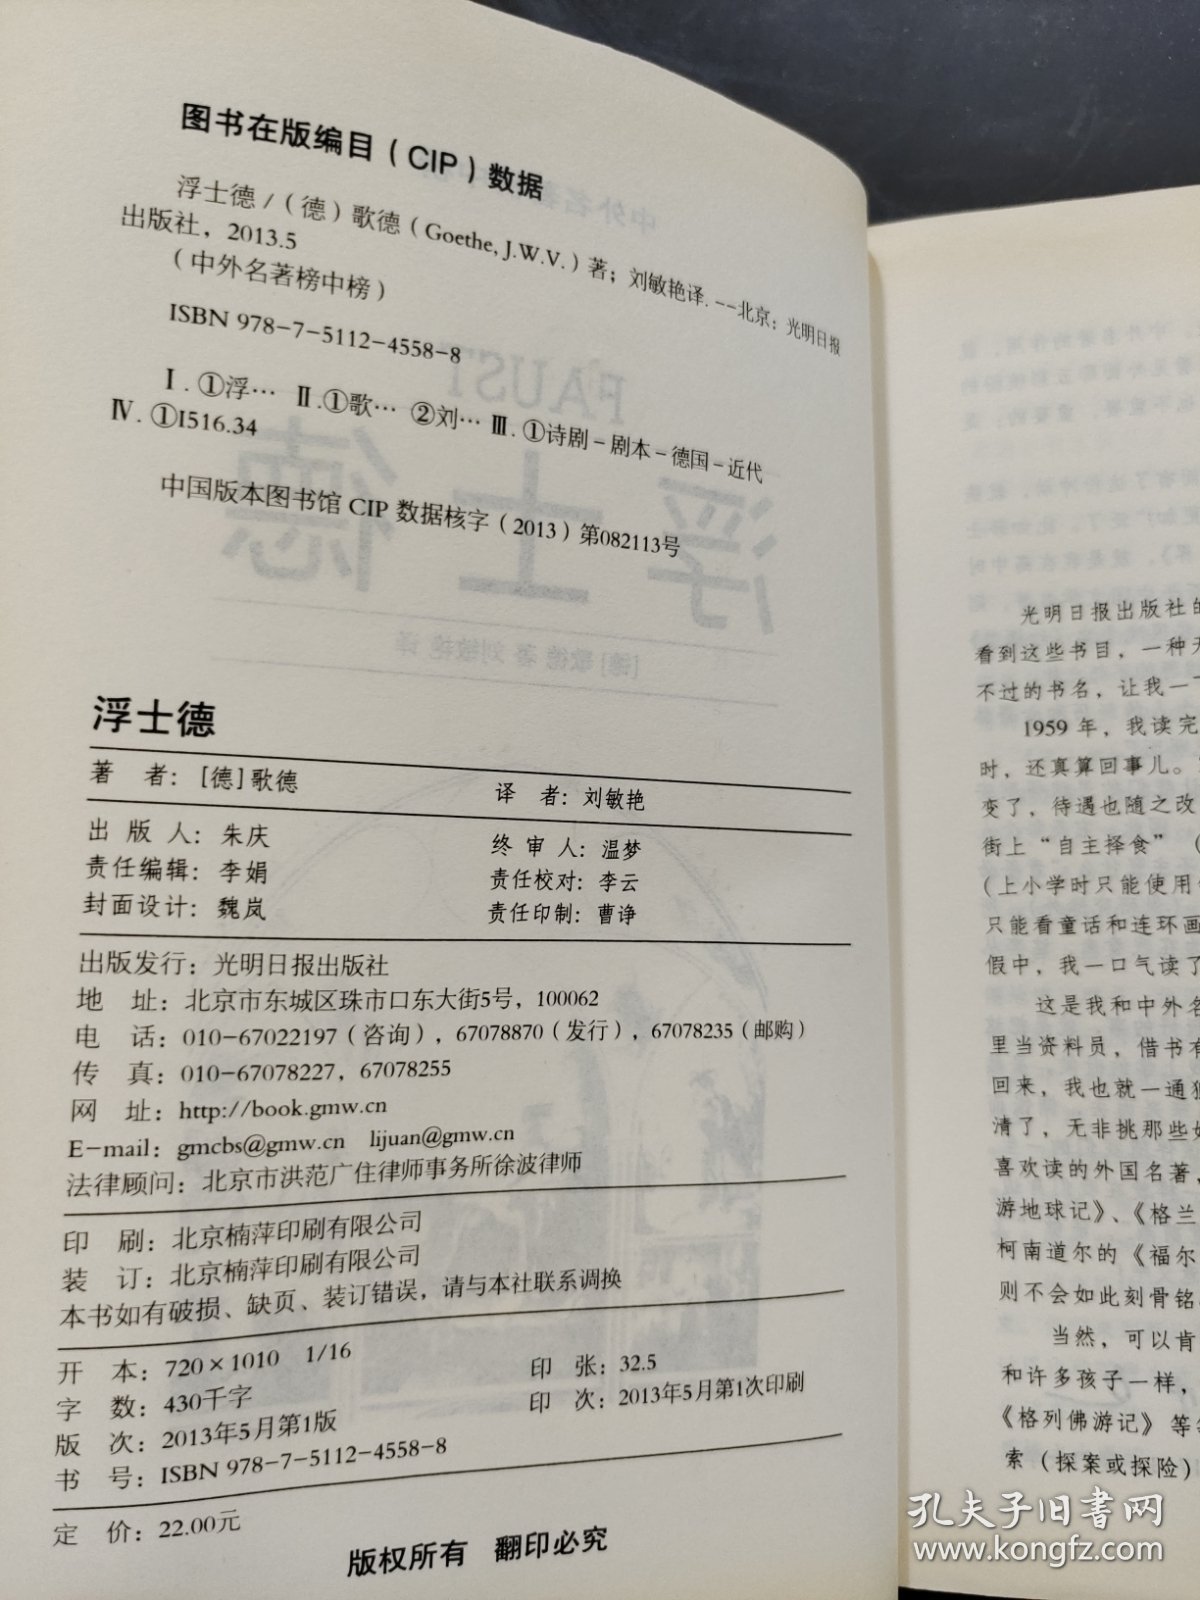 图书在版编目（CIP）数据
浮士德 /（德）歌德（Goethe, J.W.V.）著；刘敏艳译. --北京：光明日报
出版社，2013.5
（中外名著榜中榜）
ISBN 978-7-5112-4558-8
Ⅰ. ①浮… Ⅱ.①歌… ②刘… Ⅲ. ①诗剧－剧本－德国－近代
Ⅳ. ①I516.34
中国版本图书馆 CIP 数据核字（2013）第082113号
浮士德
著 者：[德]歌德 译 者：刘敏艳
出 版 人：朱庆 终 审 人：温梦
责任编辑：李娟 责任校对：李云
封面设计：魏岚 责任印制：曹诤
出版发行：光明日报出版社
地 址：北京市东城区珠市口东大街5号，100062
电 话：010-67022197（咨询），67078870（发行），67078235（邮购）
传 真：010-67078227，67078255
网 址：http://book.gmw.cn
E-mail：gmcbs@gmw.cn lijuan@gmw.cn
法律顾问：北京市洪范广住律师事务所徐波律师
印 刷：北京楠萍印刷有限公司
装 订：北京楠萍印刷有限公司
本书如有破损、缺页、装订错误，请与本社联系调换
开 本：720×1010 1/16 印 张：32.5
字 数：430千字 印 次：2013年5月第1次印刷
版 次：2013年5月第1版
书 号：ISBN 978-7-5112-4558-8
定 价：22.00元
版权所有 翻印必究
光明日报出版社的
看到这些书目，一种
不过的书名，让我一
1959 年，我读完
时，还真算回事儿。
变了，待遇也随之改
街上“自主择食”（
(上小学时只能使用
只能看童话和连环画
假中，我一口气读了
这是我和中外名
里当资料员，借书有
回来，我也就一通
清了，无非挑那些
喜欢读的外国名著，
游地球记》、《格兰
柯南道尔的《福尔
则不会如此刻骨铭
当然，可以肯
和许多孩子一样，
《格列佛游记》等
索（探案或探险）
孔夫子旧书网
www.kongfz.com